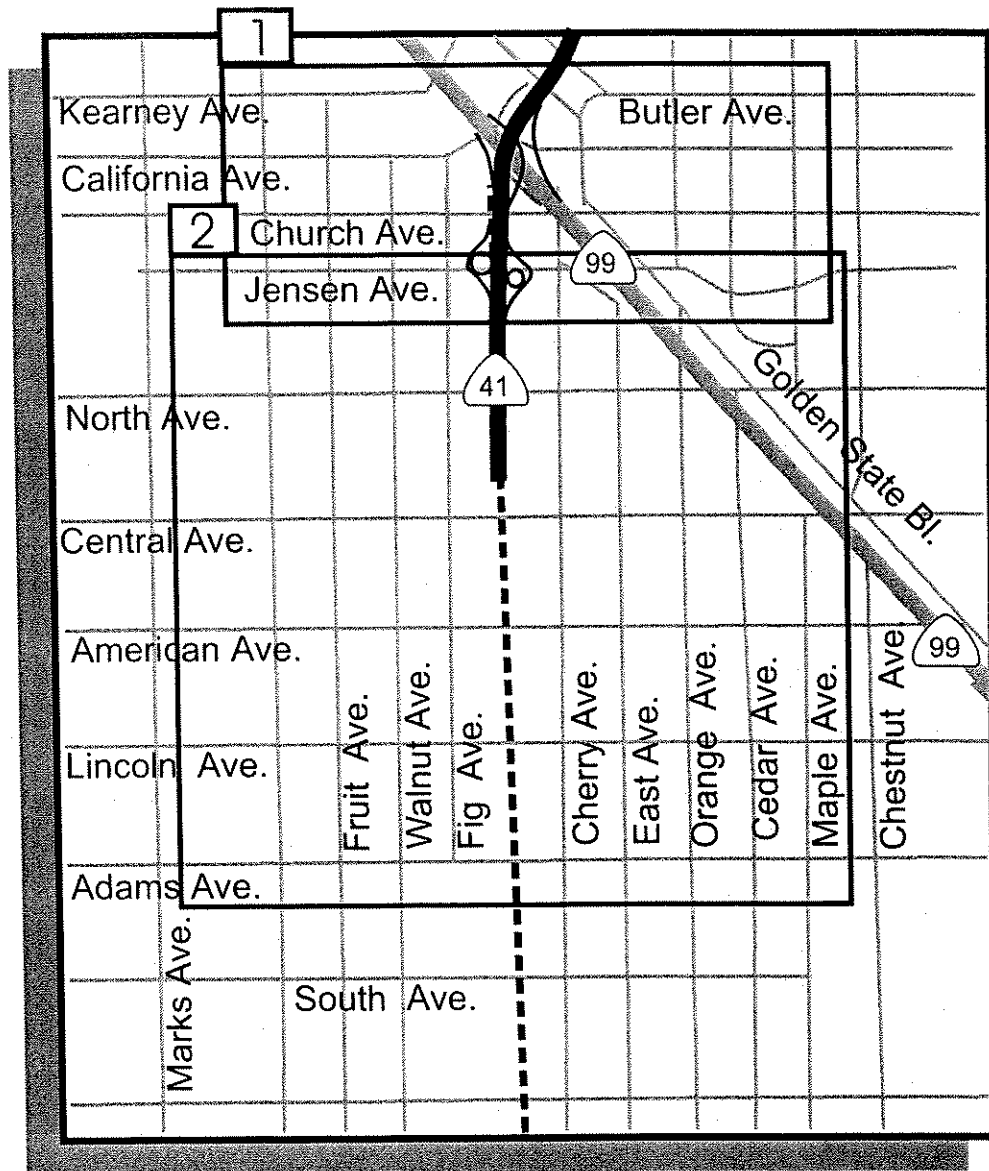 1
Kearney Ave.
Butler Ave.
California Ave.
2
Church Ave.
99
Jensen Ave.
41
Golden State Bl.
North Ave.
Central Ave.
American Ave.
99
Lincoln Ave.
Fruit Ave.
Walnut Ave.
Fig Ave.
Cherry Ave.
East Ave.
Orange Ave.
Cedar Ave.
Maple Ave.
Chestnut Ave.
Adams Ave.
Marks Ave.
South Ave.